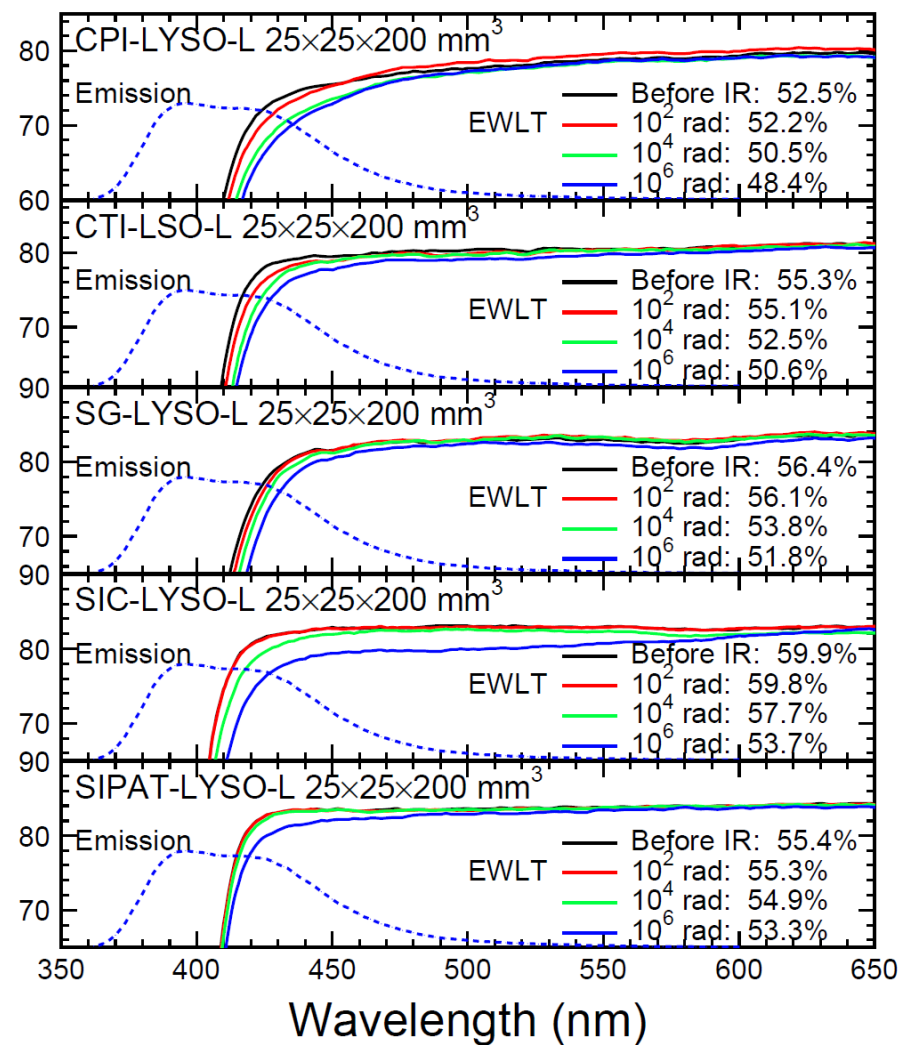 CPI-LYSO-L 25×25×200 mm³
80
Emission
Before IR: 52.5%
EWLT 10² rad: 52.2%
70
10⁴ rad: 50.5%
10⁶ rad: 48.4%
60
CTI-LSO-L 25×25×200 mm³
80
Emission
Before IR: 55.3%
EWLT 10² rad: 55.1%
70
10⁴ rad: 52.5%
10⁶ rad: 50.6%
90
SG-LYSO-L 25×25×200 mm³
80
Emission
Before IR: 56.4%
EWLT 10² rad: 56.1%
70
10⁴ rad: 53.8%
10⁶ rad: 51.8%
90
SIC-LYSO-L 25×25×200 mm³
80
Emission
Before IR: 59.9%
EWLT 10² rad: 59.8%
70
10⁴ rad: 57.7%
10⁶ rad: 53.7%
90
SIPAT-LYSO-L 25×25×200 mm³
80
Emission
Before IR: 55.4%
EWLT 10² rad: 55.3%
70
10⁴ rad: 54.9%
10⁶ rad: 53.3%
350 400 450 500 550 600 650
Wavelength (nm)